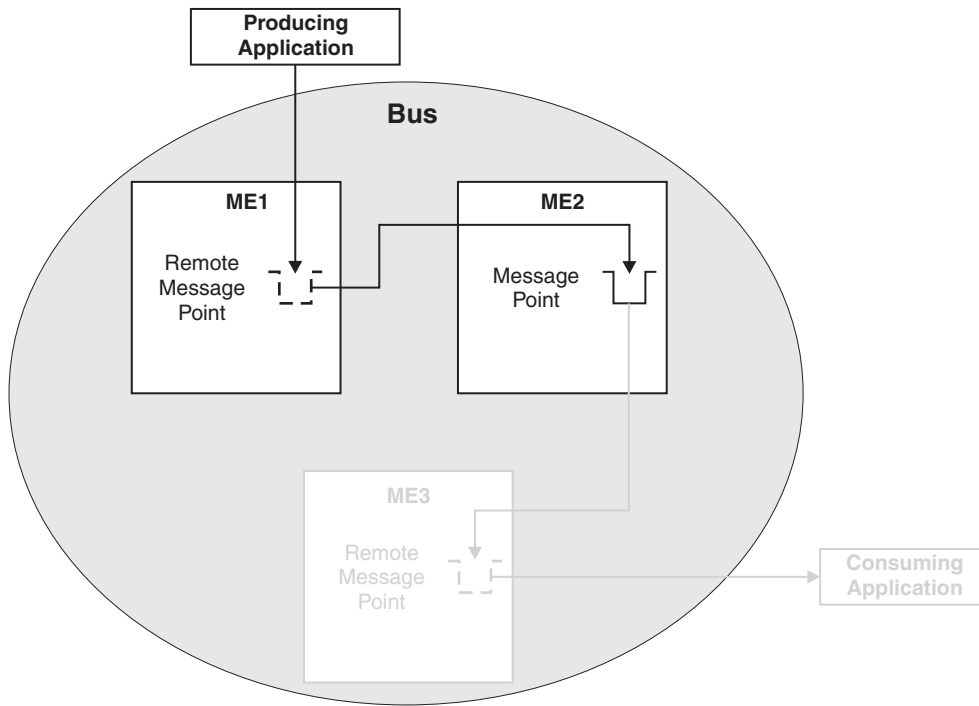 Producing
Application
Bus
ME1
Remote
Message
Point
ME2
Message
Point
ME3
Remote
Message
Point
Consuming
Application